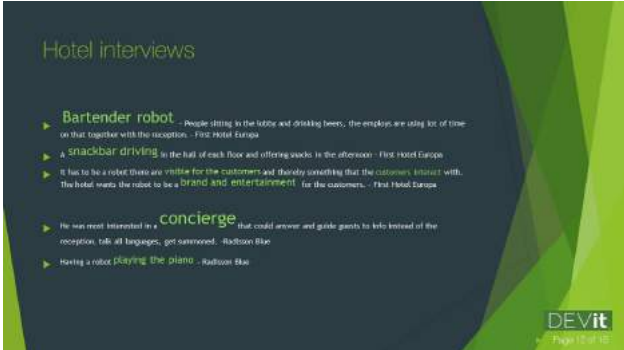 Hotel interviews
Bartender robot - People sitting in the lobby and drinking beers, the employs are using lot of time
on that together with the reception. - First Hotel Europa
A snackbar driving in the hall of each floor and offering snacks in the afternoon - First Hotel Europa
It has to be a robot there are visible for the customers and thereby something that the customers interact with.
The hotel wants the robot to be a brand and entertainment for the customers. - First Hotel Europa
He was most interested in a concierge that could answer and guide guests to info instead of the
reception, talk all languages, get summoned. -Radisson Blue
Having a robot playing the piano - Radisson Blue
DEVit
Page 10 of 10